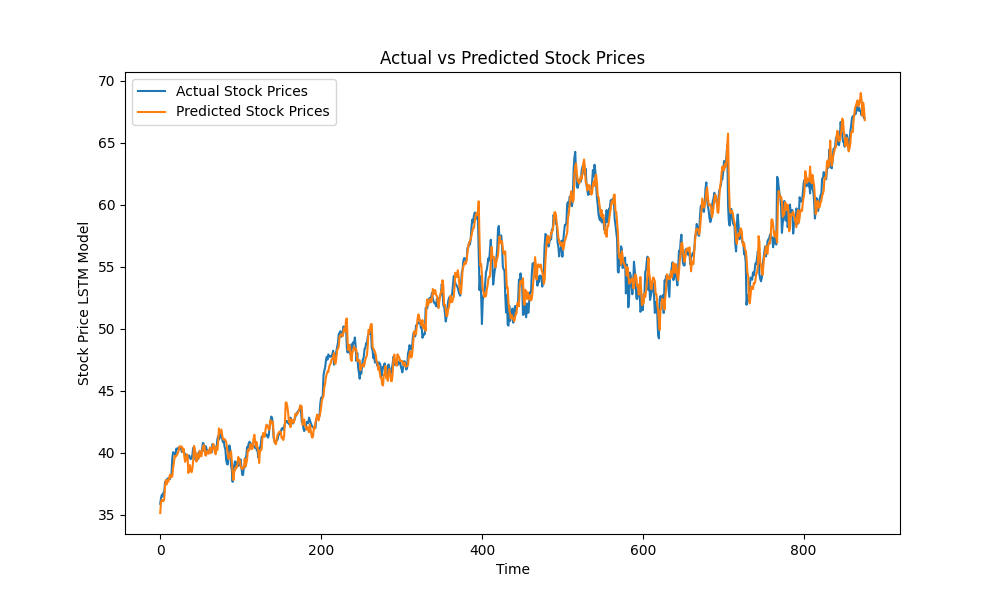 Actual vs Predicted Stock Prices
Actual Stock Prices
Predicted Stock Prices
Stock Price LSTM Model
70
65
60
55
50
45
40
35
0
200
400
600
800
Time